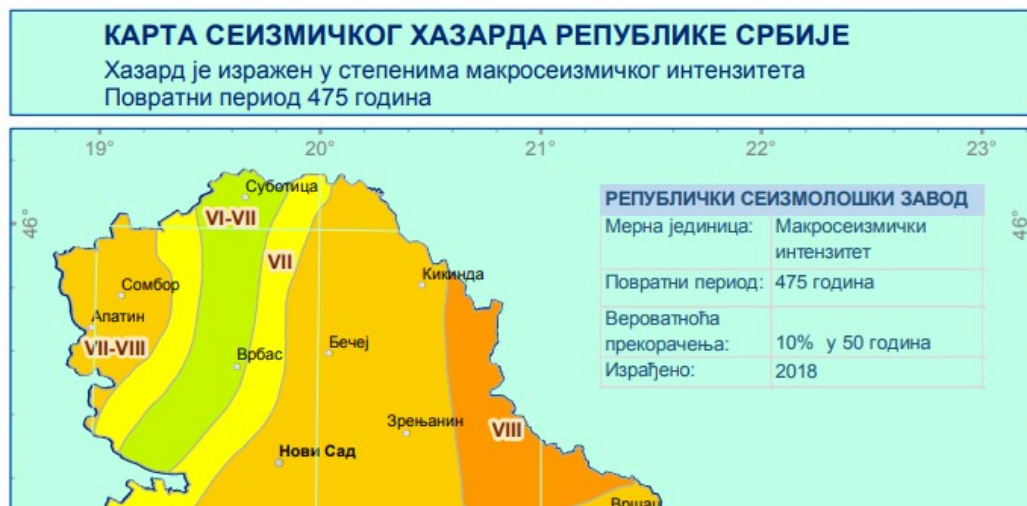 КАРТА СЕИЗМИЧКОГ ХАЗАРДА РЕПУБЛИКЕ СРБИЈЕ
Хазард је изражен у степенима макросеизмичког интензитета
Повратни период 475 година
19°
20°
21°
22°
23°
46°
46°
РЕПУБЛИЧКИ СЕИЗМОЛОШКИ ЗАВОД
Мерна јединица: Макросеизмички
интензитет
Повратни период: 475 година
Вероватноћа
прекорачења: 10% у 50 година
Израђено: 2018
Суботица
VI-VII
VII
Кикинда
Сомбор
Апатин
VII-VIII
Бечеј
Врбас
Зрењанин
VIII
Нови Сад
Вршац